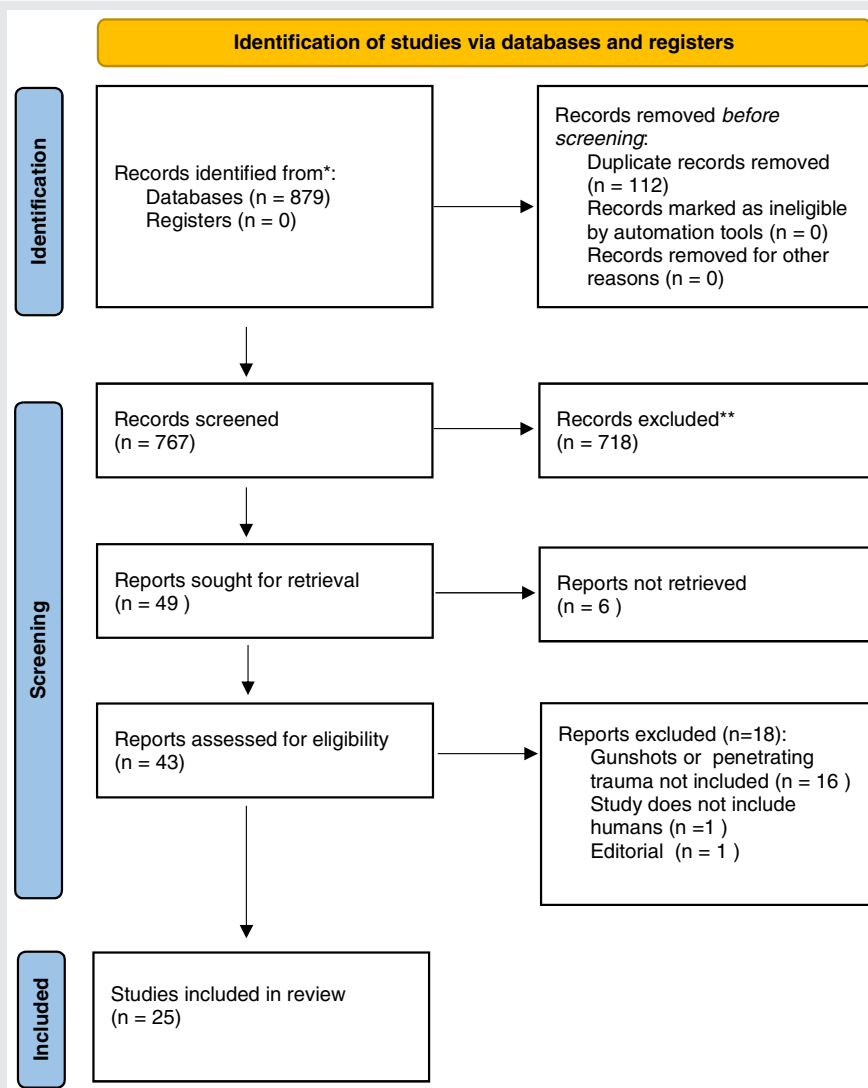 Identification of studies via databases and registers
Identification
Records identified from*:
Databases (n = 879)
Registers (n = 0)
Records removed before
screening:
Duplicate records removed
(n = 112)
Records marked as ineligible
by automation tools (n = 0)
Records removed for other
reasons (n = 0)
Screening
Records screened
(n = 767)
Records excluded**
(n = 718)
Reports sought for retrieval
(n = 49 )
Reports not retrieved
(n = 6 )
Reports assessed for eligibility
(n = 43)
Reports excluded (n=18):
Gunshots or penetrating
trauma not included (n = 16 )
Study does not include
humans (n =1 )
Editorial (n = 1 )
Included
Studies included in review
(n = 25)